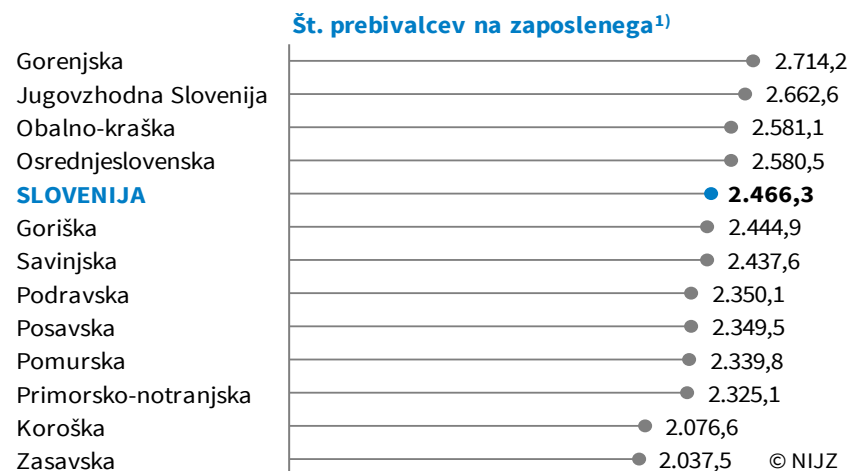 Št. prebivalcev na zaposlenega¹⁾
Gorenjska 2.714,2
Jugovzhodna Slovenija 2.662,6
Obalno-kraška 2.581,1
Osrednjeslovenska 2.580,5
SLOVENIJA 2.466,3
Goriška 2.444,9
Savinjska 2.437,6
Podravska 2.350,1
Posavska 2.349,5
Pomurska 2.339,8
Primorsko-notranjska 2.325,1
Koroška 2.076,6
Zasavska 2.037,5 © NIJZ